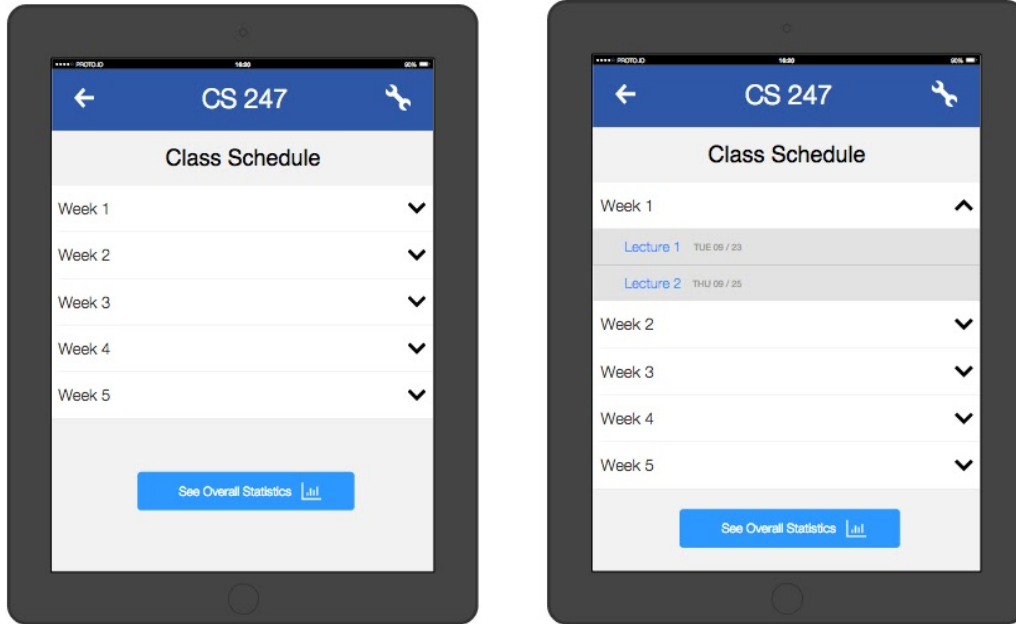 PROTO.IO 16:20 90%
CS 247
Class Schedule
Week 1
Week 2
Week 3
Week 4
Week 5
See Overall Statistics
PROTO.IO 16:20 90%
CS 247
Class Schedule
Week 1
Lecture 1 TUE 09 / 23
Lecture 2 THU 09 / 25
Week 2
Week 3
Week 4
Week 5
See Overall Statistics